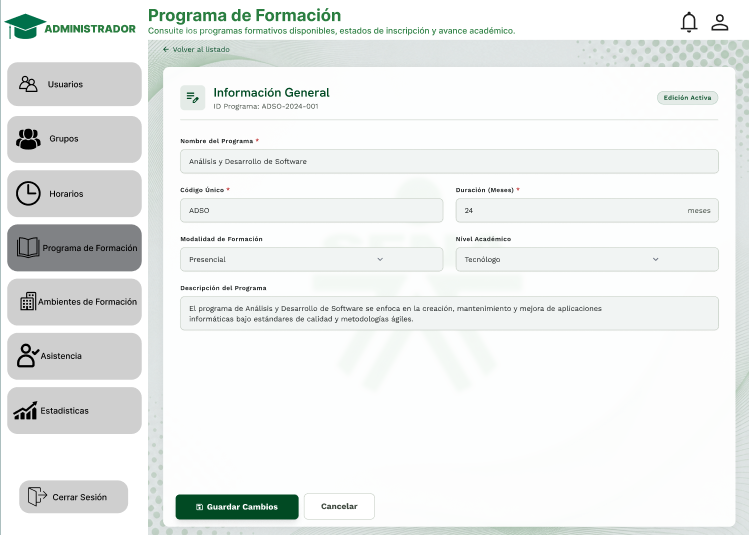 ADMINISTRADOR
Programa de Formación
Consulte los programas formativos disponibles, estados de inscripción y avance académico.
Usuarios
Grupos
Horarios
Programa de Formación
Ambientes de Formación
Asistencia
Estadísticas
Cerrar Sesión
← Volver al listado
Información General
ID Programa: ADSO-2024-001
Edición Activa
Nombre del Programa *
Análisis y Desarrollo de Software
Código Único *
ADSO
Duración (Meses) *
24 meses
Modalidad de Formación
Presencial
Nivel Académico
Tecnólogo
Descripción del Programa
El programa de Análisis y Desarrollo de Software se enfoca en la creación, mantenimiento y mejora de aplicaciones
informáticas bajo estándares de calidad y metodologías ágiles.
SENA
Guardar Cambios
Cancelar